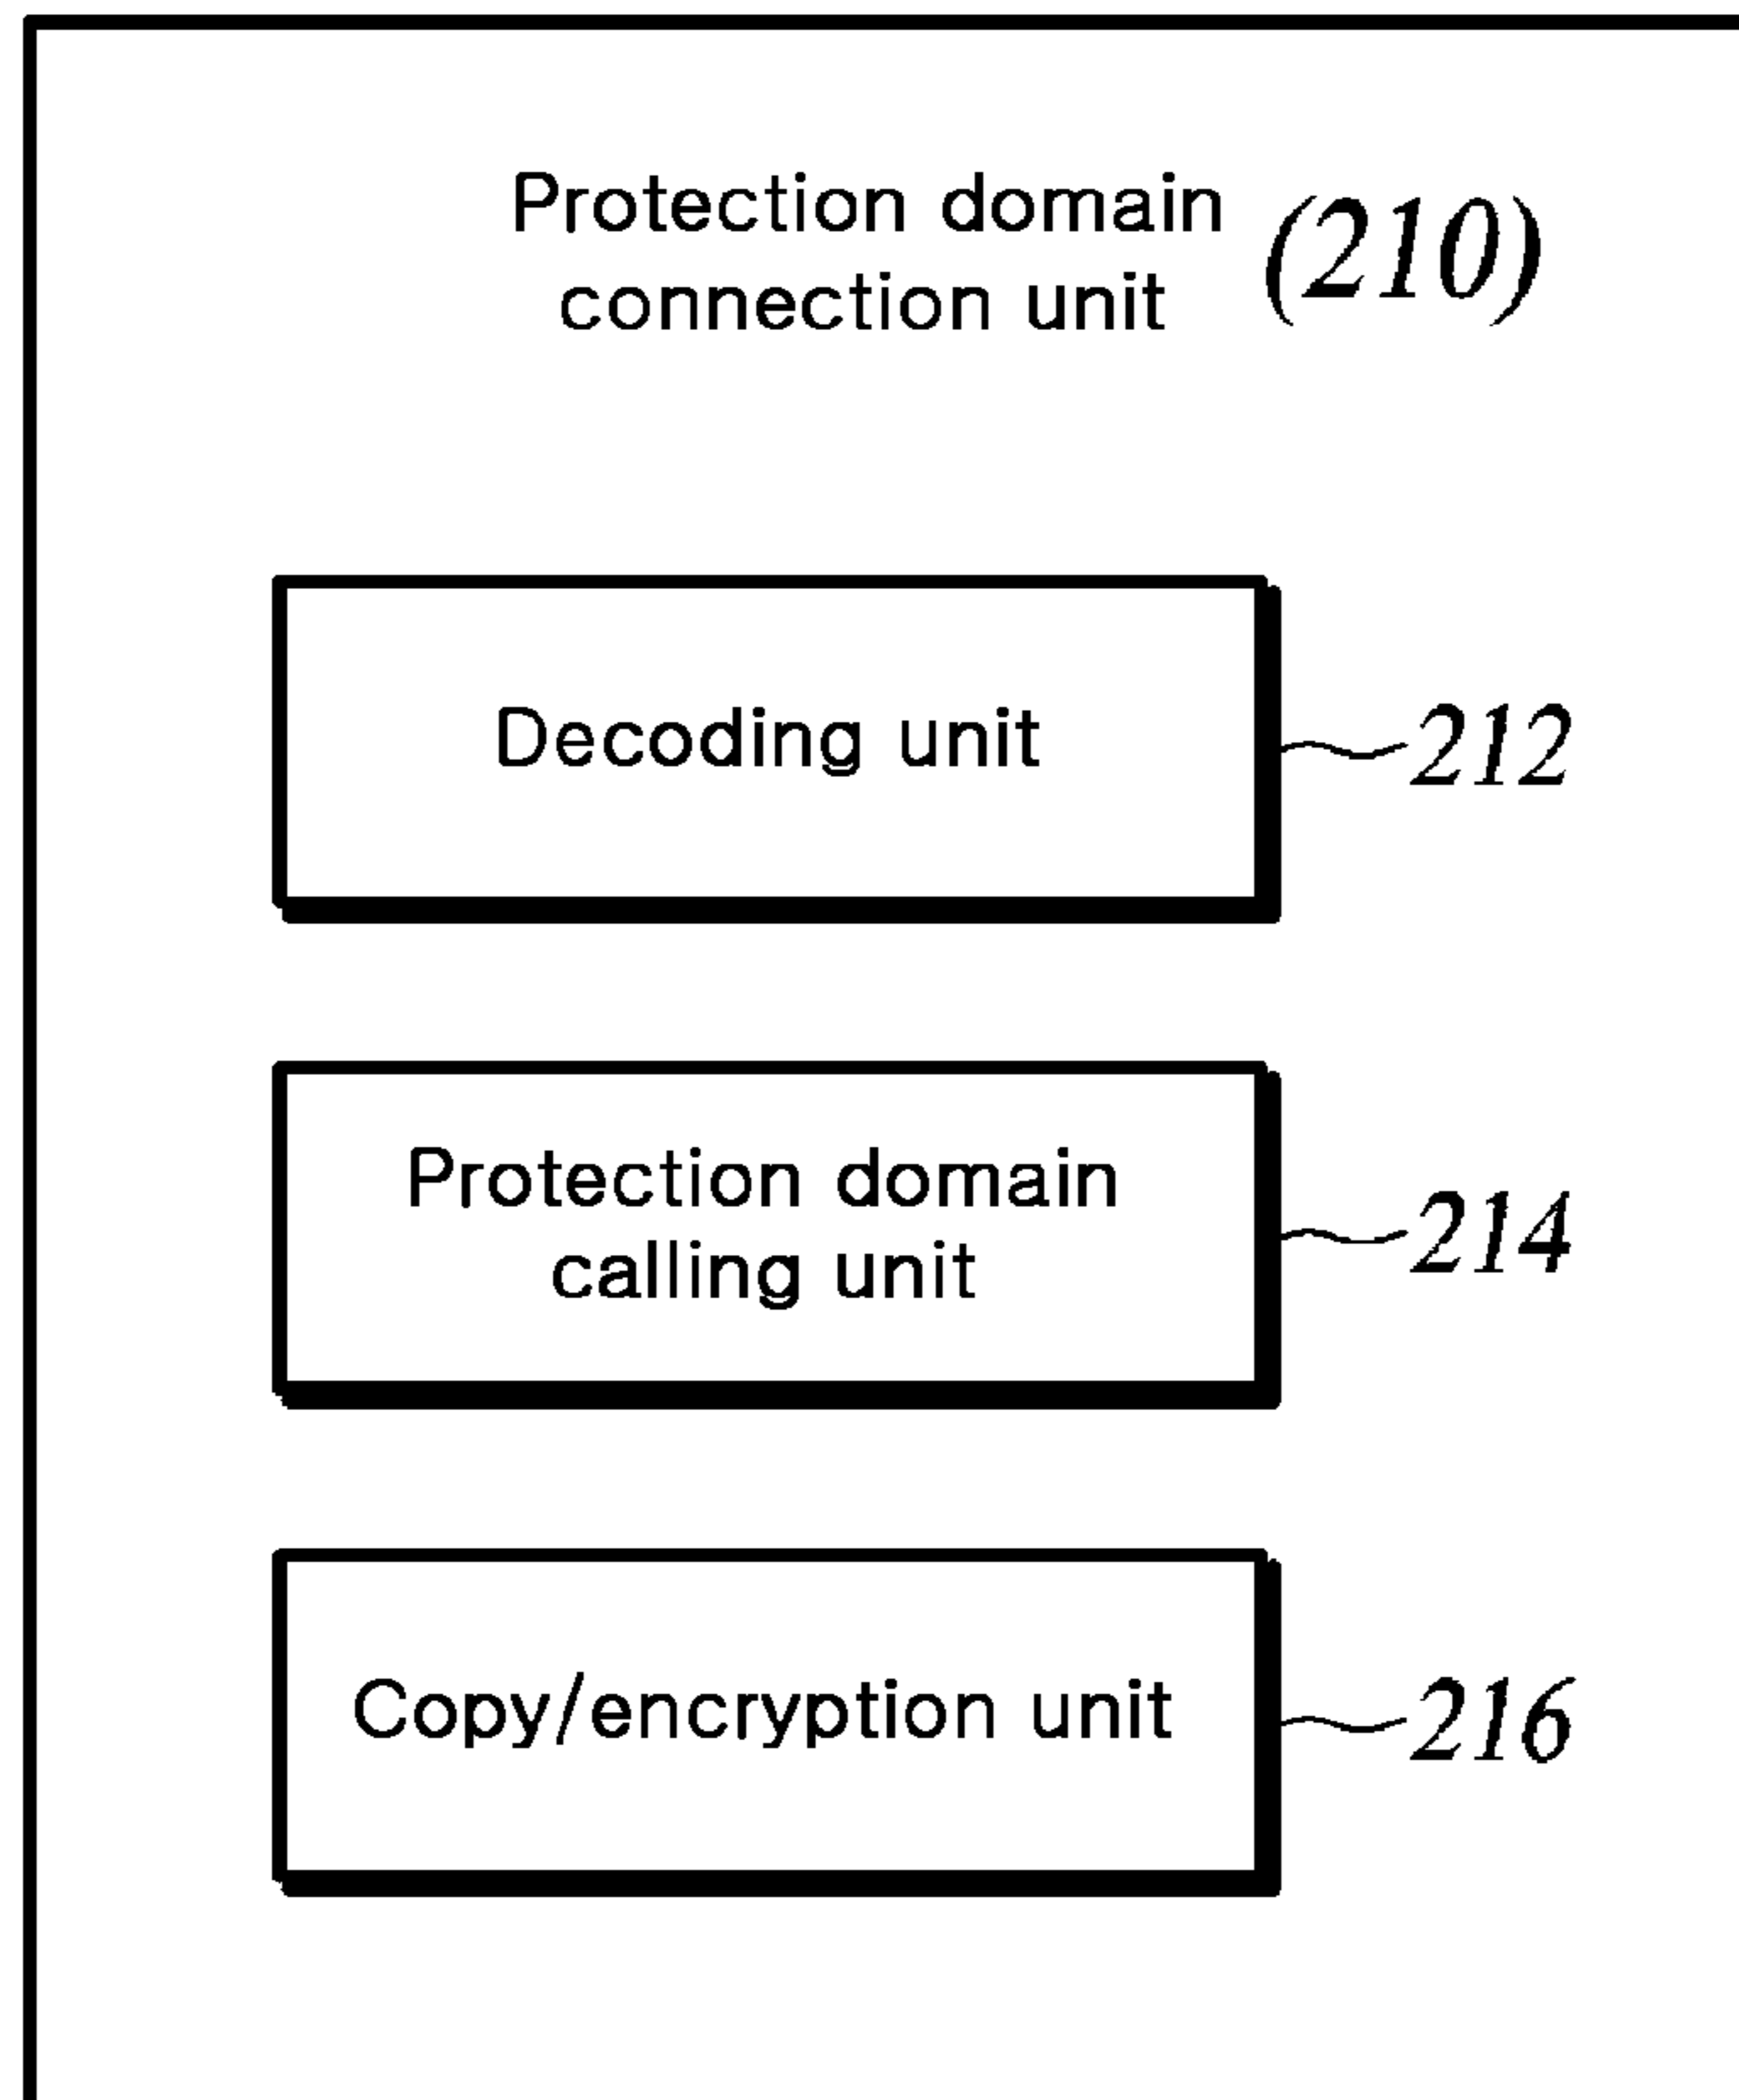 Protection domain (210)
connection unit
Decoding unit 212
Protection domain
calling unit 214
Copy/encryption unit 216